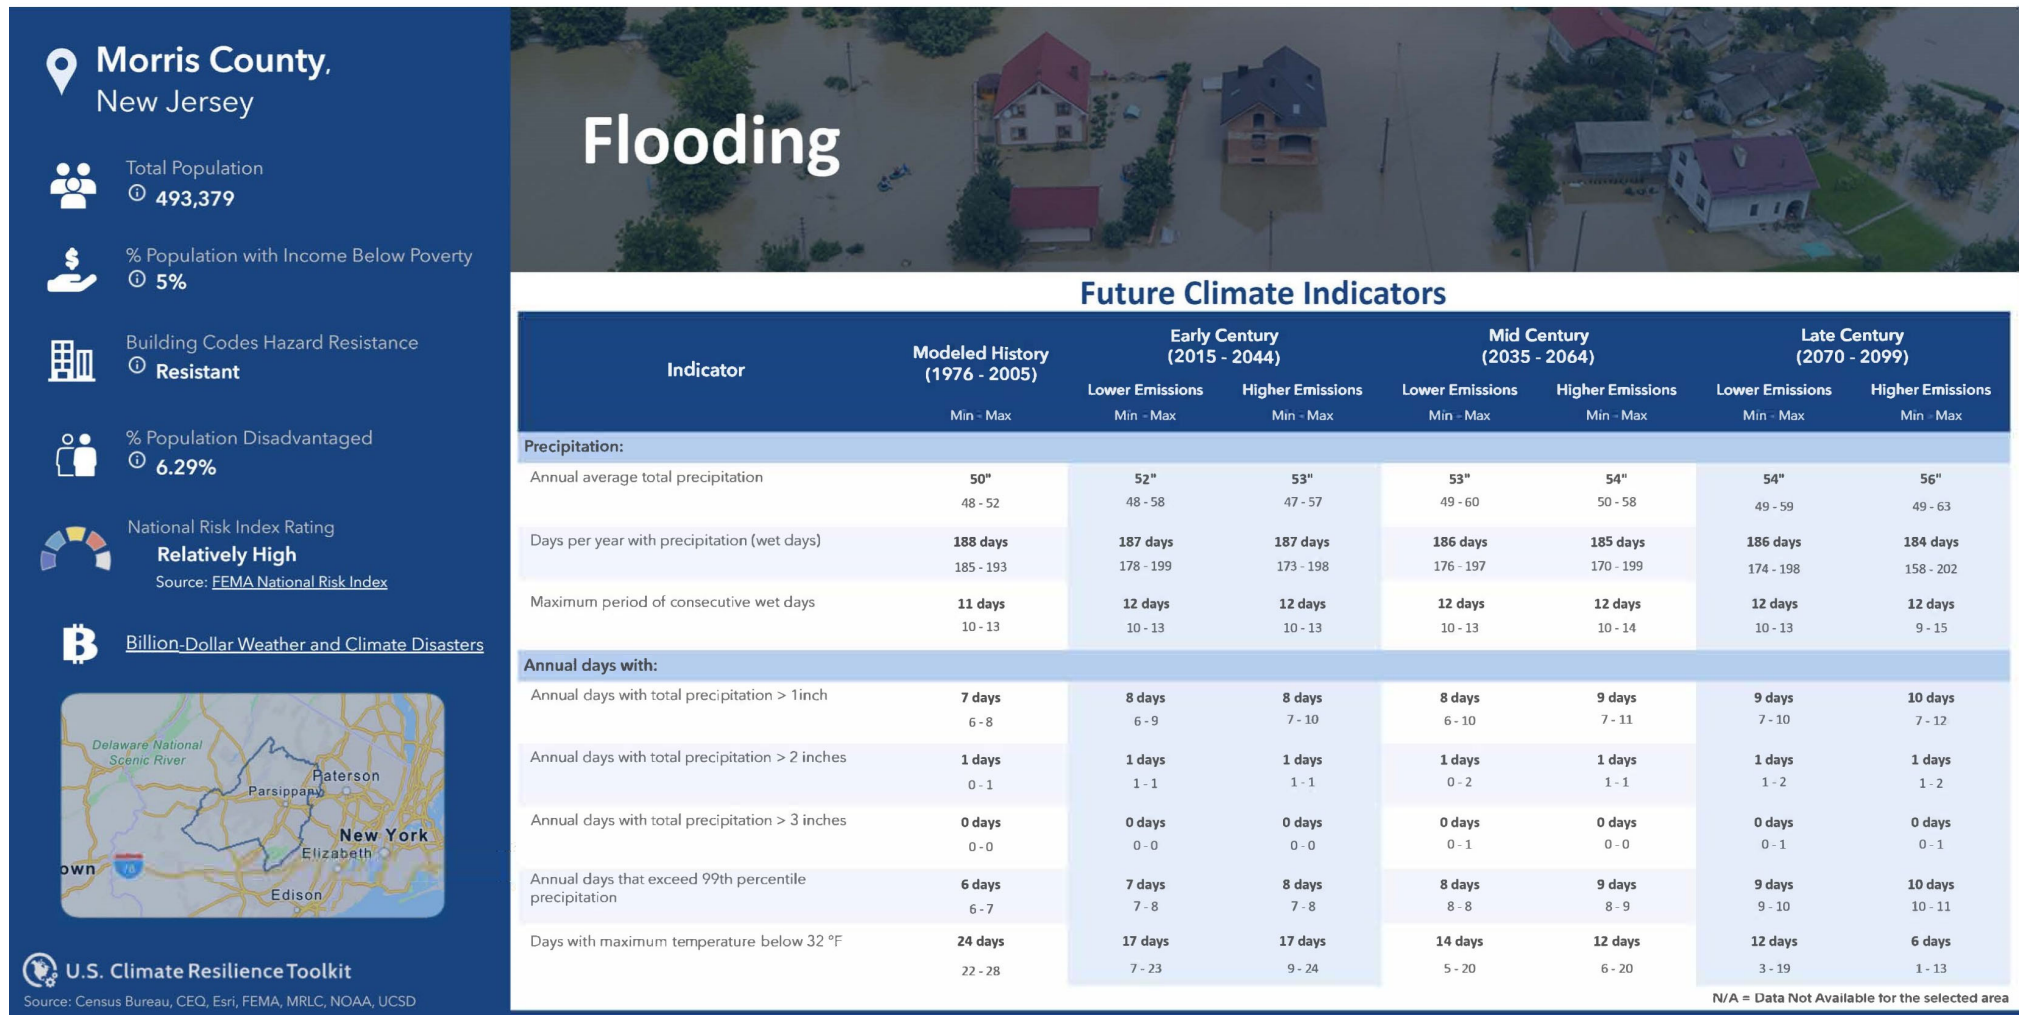 Morris County,
New Jersey
Total Population
493,379
% Population with Income Below Poverty
5%
Building Codes Hazard Resistance
Resistant
% Population Disadvantaged
6.29%
National Risk Index Rating
Relatively High
Source: FEMA National Risk Index
Billion-Dollar Weather and Climate Disasters
Delaware National
Scenic River
Paterson
Parsippany
New York
Elizabeth
own
78
Edison
U.S. Climate Resilience Toolkit
Source: Census Bureau, CEQ, Esri, FEMA, MRLC, NOAA, UCSD
Flooding
Future Climate Indicators
Indicator
Modeled History
(1976 - 2005)
Early Century
(2015 - 2044)
Mid Century
(2035 - 2064)
Late Century
(2070 - 2099)
Lower Emissions Higher Emissions Lower Emissions Higher Emissions Lower Emissions Higher Emissions
Min - Max Min - Max Min - Max Min - Max Min - Max Min - Max Min - Max
Precipitation:
Annual average total precipitation 50" 52" 53" 53" 54" 54" 56"
48 - 52 48 - 58 47 - 57 49 - 60 50 - 58 49 - 59 49 - 63
Days per year with precipitation (wet days) 188 days 187 days 187 days 186 days 185 days 186 days 184 days
185 - 193 178 - 199 173 - 198 176 - 197 170 - 199 174 - 198 158 - 202
Maximum period of consecutive wet days 11 days 12 days 12 days 12 days 12 days 12 days 12 days
10 - 13 10 - 13 10 - 13 10 - 13 10 - 14 10 - 13 9 - 15
Annual days with:
Annual days with total precipitation > 1inch 7 days 8 days 8 days 8 days 9 days 9 days 10 days
6 - 8 6 - 9 7 - 10 6 - 10 7 - 11 7 - 10 7 - 12
Annual days with total precipitation > 2 inches 1 days 1 days 1 days 1 days 1 days 1 days 1 days
0 - 1 1 - 1 1 - 1 0 - 2 1 - 1 1 - 2 1 - 2
Annual days with total precipitation > 3 inches 0 days 0 days 0 days 0 days 0 days 0 days 0 days
0 - 0 0 - 0 0 - 0 0 - 1 0 - 0 0 - 1 0 - 1
Annual days that exceed 99th percentile
precipitation
6 days 7 days 8 days 8 days 9 days 9 days 10 days
6 - 7 7 - 8 7 - 8 8 - 8 8 - 9 9 - 10 10 - 11
Days with maximum temperature below 32 °F 24 days 17 days 17 days 14 days 12 days 12 days 6 days
22 - 28 7 - 23 9 - 24 5 - 20 6 - 20 3 - 19 1 - 13
N/A = Data Not Available for the selected area